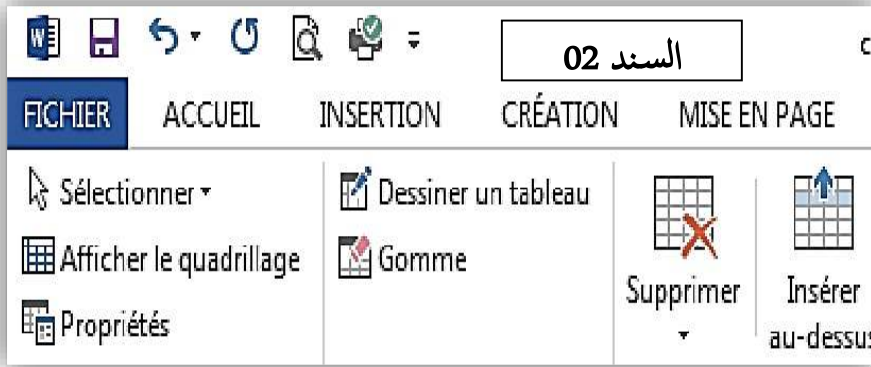 السند 02
FICHIER ACCUEIL INSERTION CRÉATION MISE EN PAGE
Sélectionner Dessiner un tableau
Afficher le quadrillage Gomme
Propriétés
Supprimer Insérer
au-dessus